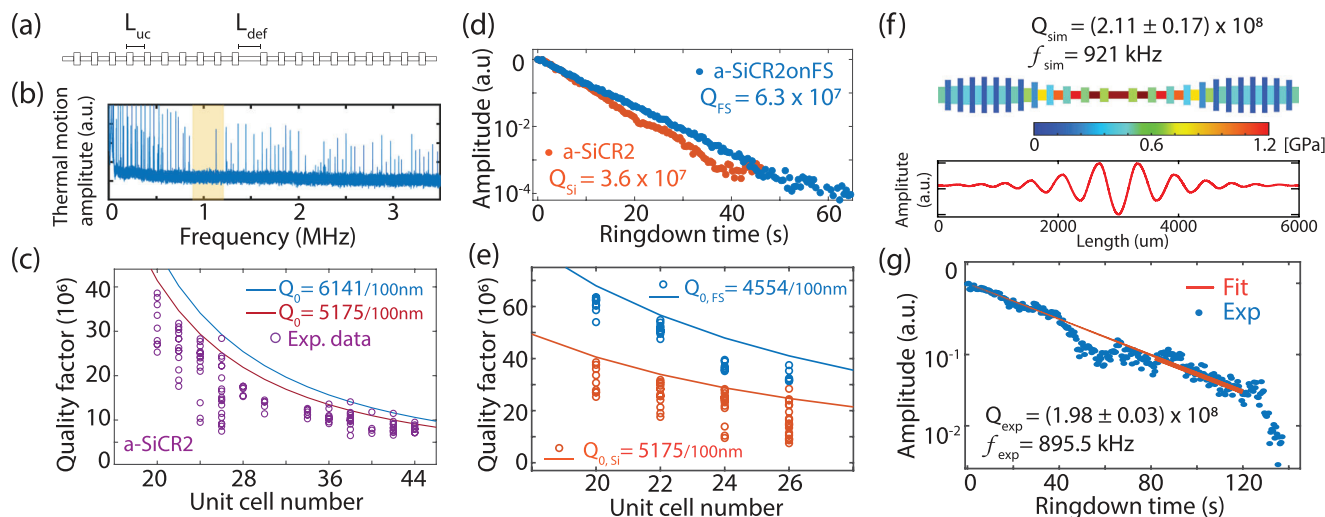 (a)
L_uc
L_def
(b)
Thermal motion
amplitude (a.u.)
0
1
2
3
Frequency (MHz)
(c)
Quality factor (10⁶)
40
30
20
10
0
Q₀ = 6141/100nm
Q₀ = 5175/100nm
Exp. data
a-SiCR2
20
28
36
44
Unit cell number
(d)
Amplitude (a.u)
0
10⁻²
10⁻⁴
a-SiCR2onFS
Q_FS = 6.3 x 10⁷
a-SiCR2
Q_Si = 3.6 x 10⁷
0
20
40
60
Ringdown time (s)
(e)
Quality factor (10⁶)
60
40
20
0
Q₀,FS = 4554/100nm
Q₀,Si = 5175/100nm
20
22
24
26
Unit cell number
(f)
Q_sim = (2.11 ± 0.17) x 10⁸
f_sim = 921 kHz
0
0.6
1.2
[GPa]
Amplitude
(a.u.)
0
2000
4000
6000
Length (um)
(g)
Amplitude (a.u.)
0
10⁻¹
10⁻²
Fit
Exp
Q_exp = (1.98 ± 0.03) x 10⁸
f_exp = 895.5 kHz
0
40
80
120
Ringdown time (s)